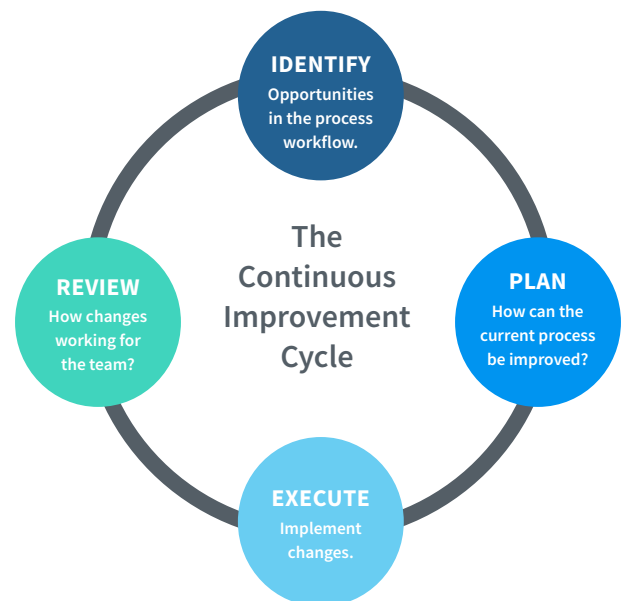 IDENTIFY
Opportunities
in the process
workflow.
The
Continuous
Improvement
Cycle
PLAN
How can the
current process
be improved?
EXECUTE
Implement
changes.
REVIEW
How changes
working for
the team?